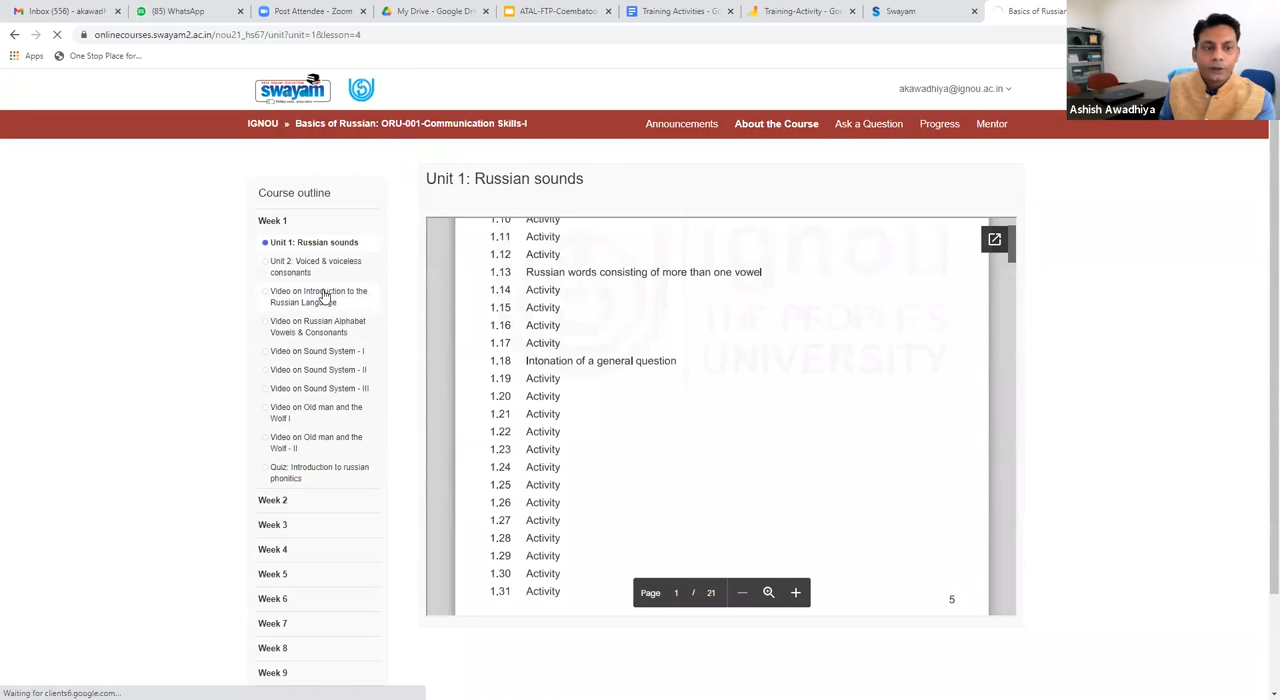 Inbox (556) - akawadh
(85) WhatsApp
Post Attendee - Zoom
My Drive - Google Dri
ATAL-FTP-Coembatoo
Training Activities - Go
Training-Activity - Goo
Swayam
Basics of Russian
onlinecourses.swayam2.ac.in/nou21_hs67/unit?unit=1&lesson=4
Apps
One Stop Place for...
swayam
akawadhiya@ignou.ac.in
Ashish Awadhiya
IGNOU » Basics of Russian: ORU-001-Communication Skills-I
Announcements
About the Course
Ask a Question
Progress
Mentor
Course outline
Week 1
Unit 1: Russian sounds
Unit 2: Voiced & voiceless
consonants
Video on Introduction to the
Russian Language
Video on Russian Alphabet
Vowels & Consonants
Video on Sound System - I
Video on Sound System - II
Video on Sound System - III
Video on Old man and the
Wolf I
Video on Old man and the
Wolf - II
Quiz: Introduction to russian
phonitics
Week 2
Week 3
Week 4
Week 5
Week 6
Week 7
Week 8
Week 9
Unit 1: Russian sounds
ignou
THE PEOPLE'S
UNIVERSITY
1.10 Activity
1.11 Activity
1.12 Activity
1.13 Russian words consisting of more than one vowel
1.14 Activity
1.15 Activity
1.16 Activity
1.17 Activity
1.18 Intonation of a general question
1.19 Activity
1.20 Activity
1.21 Activity
1.22 Activity
1.23 Activity
1.24 Activity
1.25 Activity
1.26 Activity
1.27 Activity
1.28 Activity
1.29 Activity
1.30 Activity
1.31 Activity
Page 1 / 21
5
Waiting for clients6.google.com...